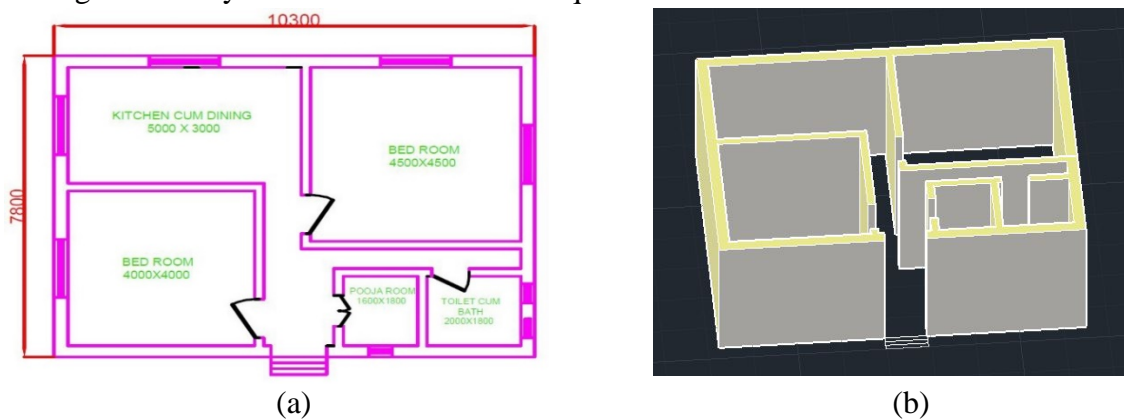 10300
7800
KITCHEN CUM DINING
5000 X 3000
BED ROOM
4500X4500
BED ROOM
4000X4000
POOJA ROOM
1600X1800
TOILET CUM
BATH
2000X1800
(a)
(b)